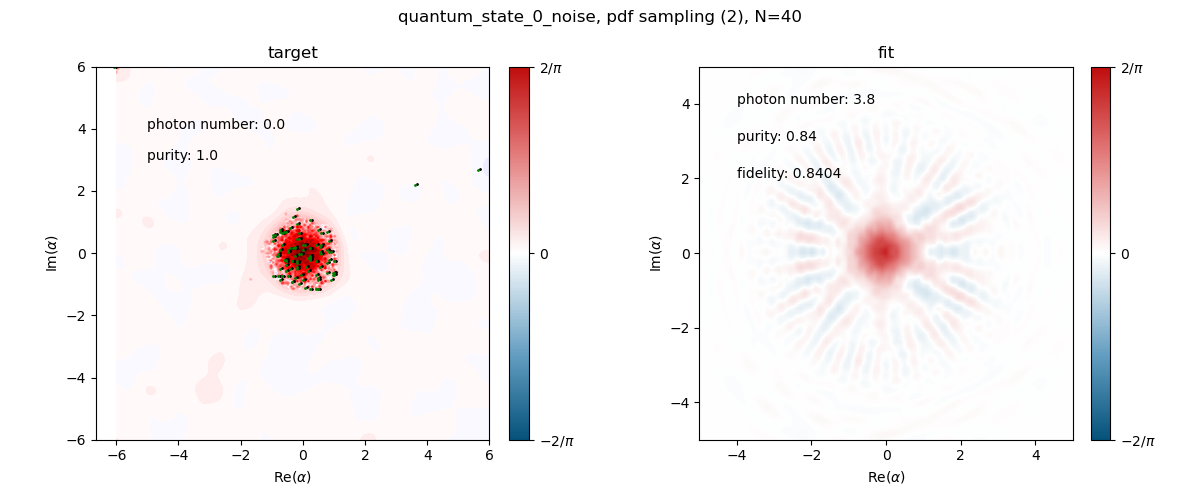 quantum_state_0_noise, pdf sampling (2), N=40
target
photon number: 0.0
purity: 1.0
6
4
2
0
−2
−4
−6
−6
−4
−2
0
2
4
6
Im(α)
Re(α)
2/π
0
−2/π
fit
photon number: 3.8
purity: 0.84
fidelity: 0.8404
4
2
0
−2
−4
−4
−2
0
2
4
Im(α)
Re(α)
2/π
0
−2/π